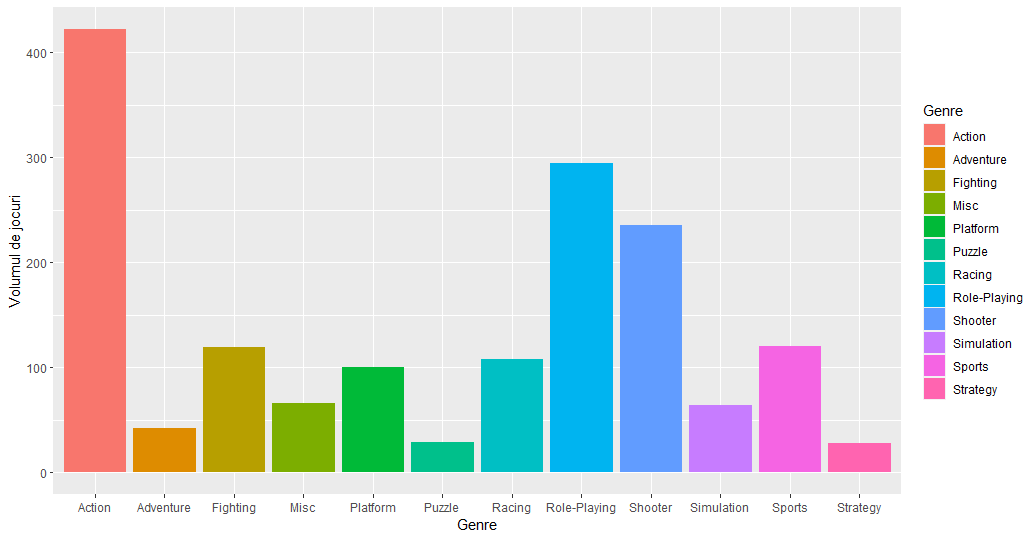 Volumul de jocuri
400
300
200
100
0
Action Adventure Fighting Misc Platform Puzzle Racing Role-Playing Shooter Simulation Sports Strategy
Genre
Genre
Action
Adventure
Fighting
Misc
Platform
Puzzle
Racing
Role-Playing
Shooter
Simulation
Sports
Strategy